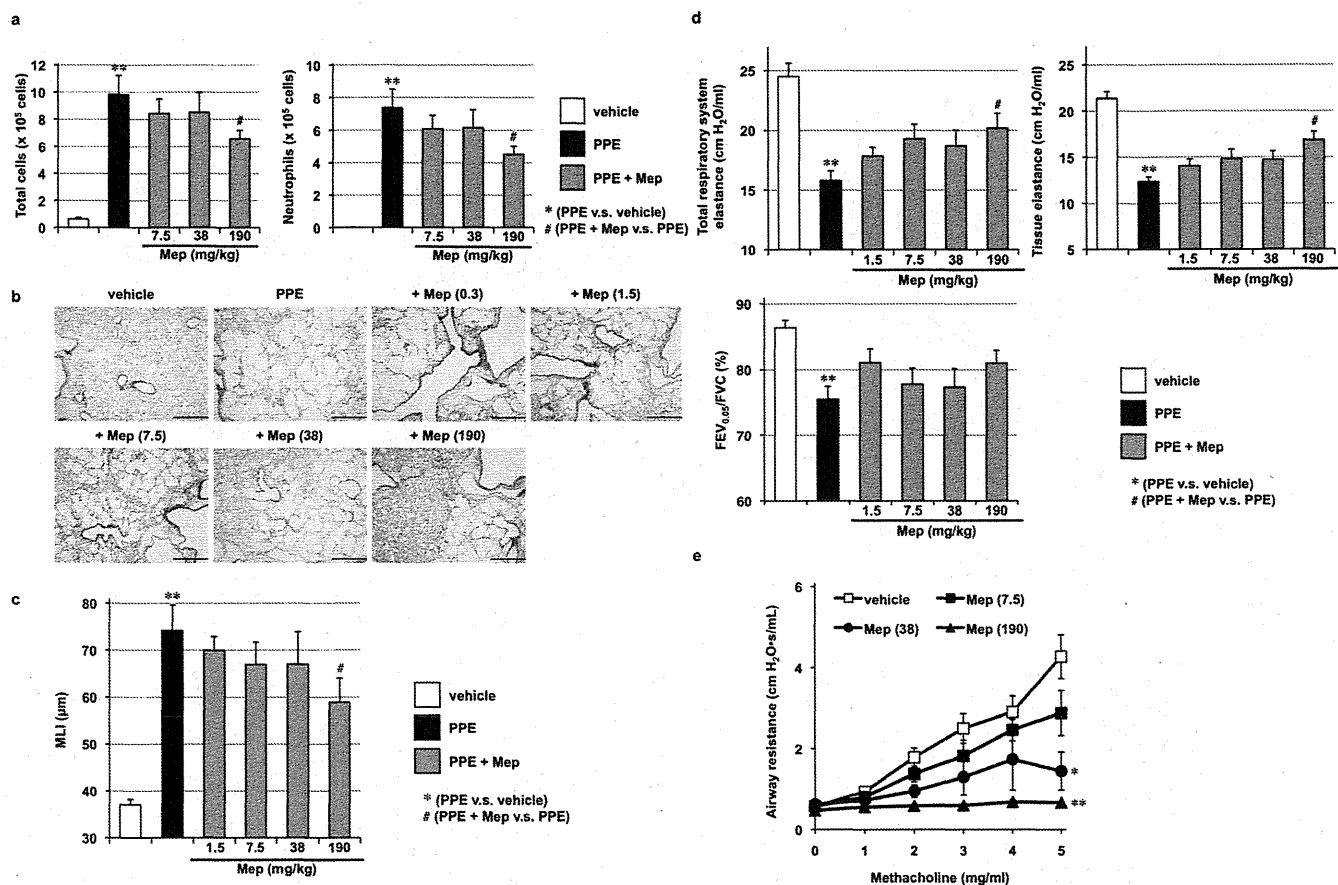 a
Total cells (x 10⁵ cells)
12
10
8
6
4
2
0
**
#
7.5 38 190
Mep (mg/kg)
Neutrophils (x 10⁵ cells)
10
8
6
4
2
0
**
#
7.5 38 190
Mep (mg/kg)
vehicle
PPE
PPE + Mep
* (PPE v.s. vehicle)
# (PPE + Mep v.s. PPE)
b
vehicle PPE + Mep (0.3) + Mep (1.5)
+ Mep (7.5) + Mep (38) + Mep (190)
c
MLI (μm)
80
70
60
50
40
30
**
#
1.5 7.5 38 190
Mep (mg/kg)
vehicle
PPE
PPE + Mep
* (PPE v.s. vehicle)
# (PPE + Mep v.s. PPE)
d
Total respiratory system
elastance (cm H₂O/ml)
25
20
15
10
**
#
1.5 7.5 38 190
Mep (mg/kg)
Tissue elastance (cm H₂O/ml)
25
20
15
10
5
**
#
1.5 7.5 38 190
Mep (mg/kg)
FEV₀.₀₅/FVC (%)
90
80
70
60
**
1.5 7.5 38 190
Mep (mg/kg)
vehicle
PPE
PPE + Mep
* (PPE v.s. vehicle)
# (PPE + Mep v.s. PPE)
e
Airway resistance (cm H₂O•s/mL)
6
4
2
0
vehicle Mep (7.5)
Mep (38) Mep (190)
*
**
0 1 2 3 4 5
Methacholine (mg/ml)